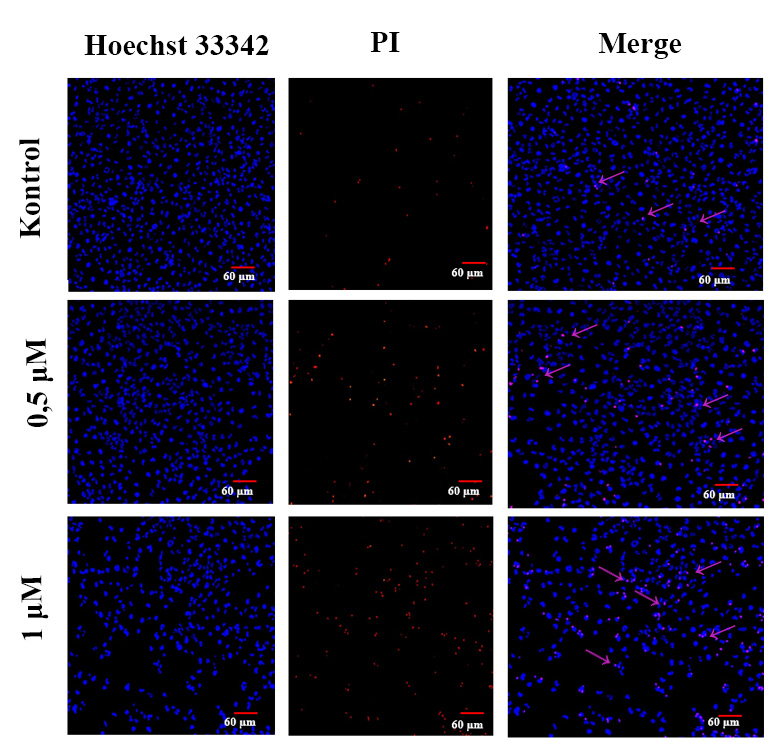 Hoechst 33342 PI Merge
Kontrol
60 µm 60 µm 60 µm
0,5 µM
60 µm 60 µm 60 µm
1 µM
60 µm 60 µm 60 µm